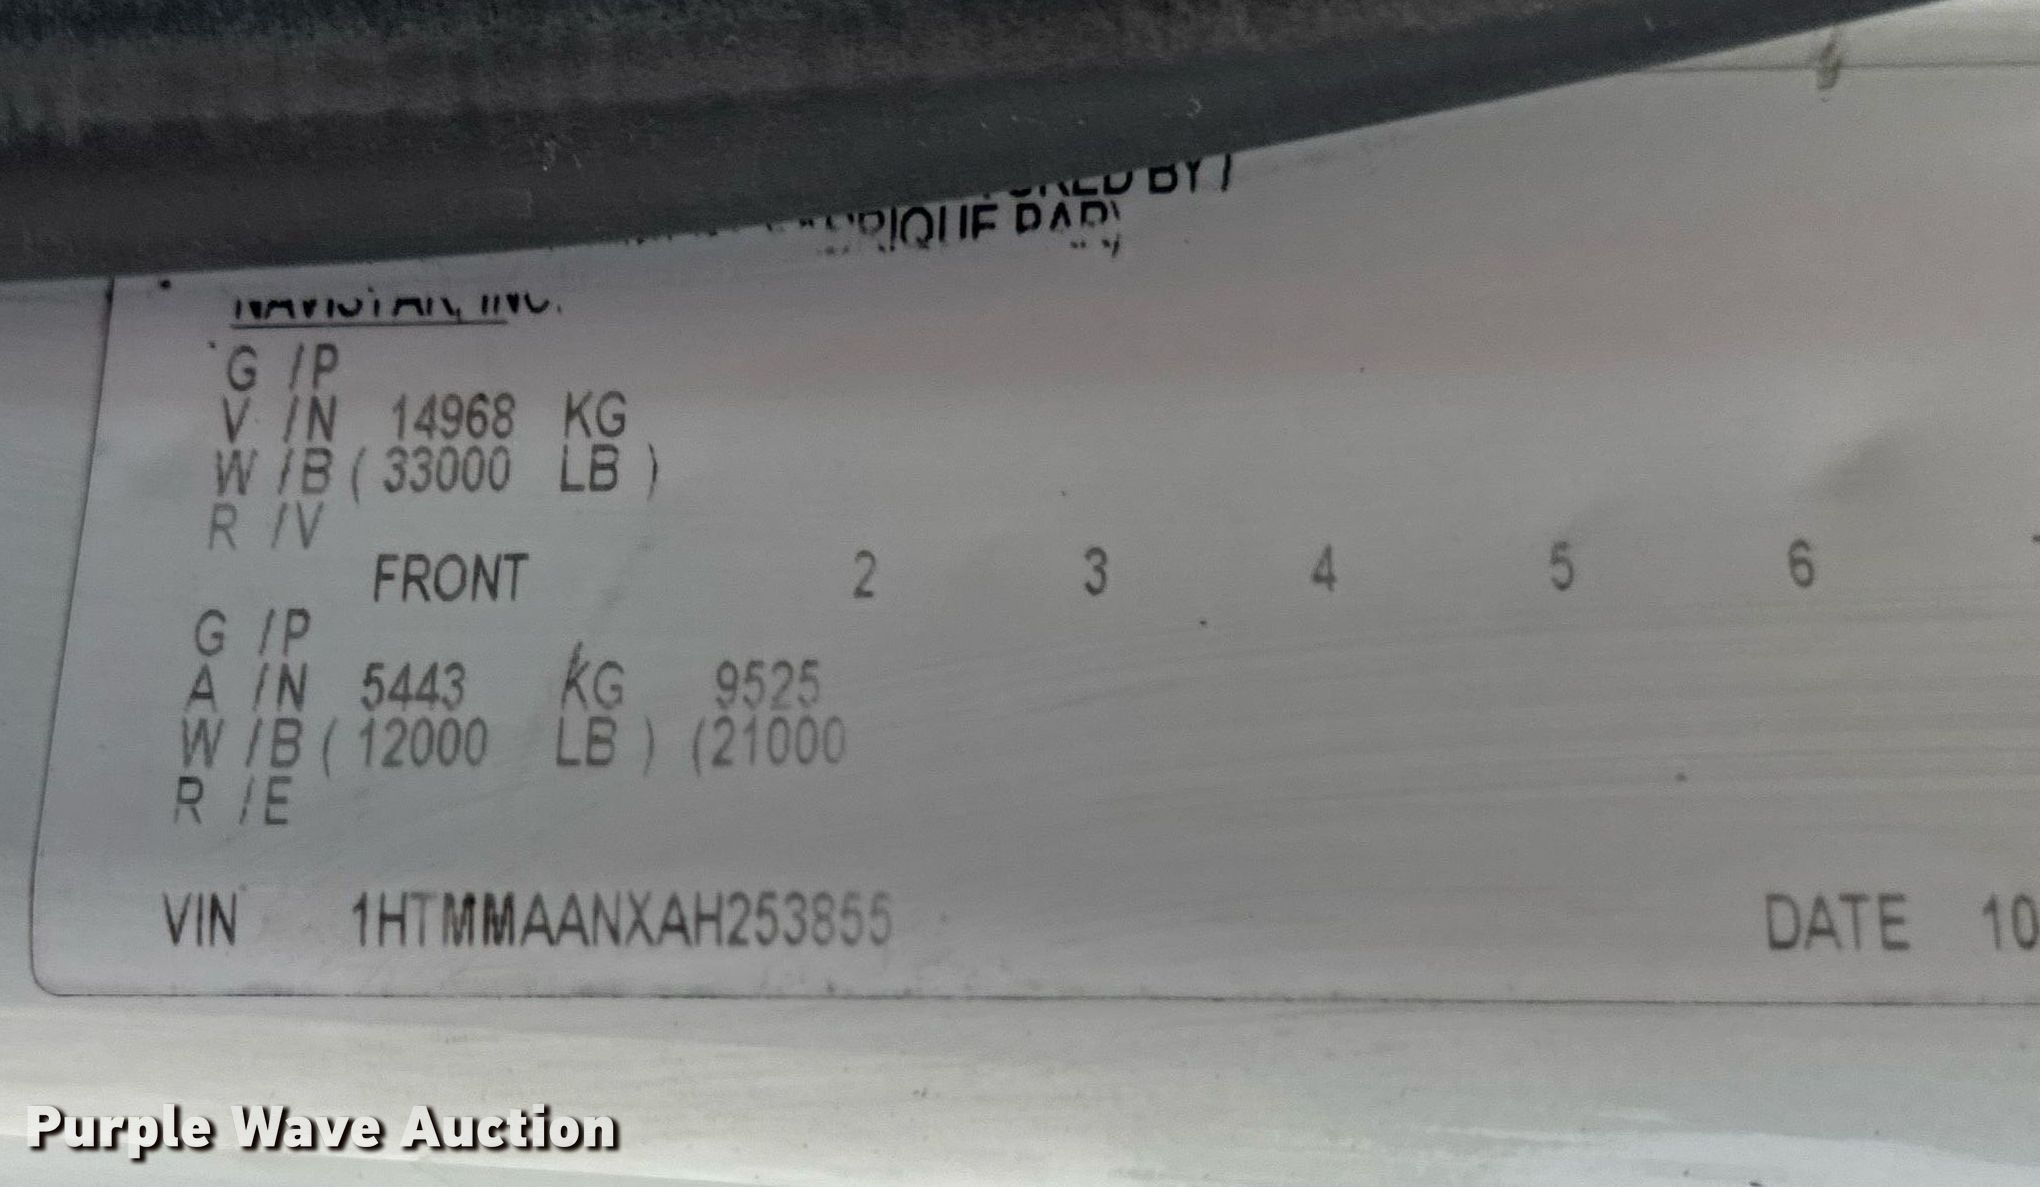 BY /
NAVISTAR, INC.
G /P
V /N 14968 KG
W /B ( 33000 LB )
R /V
FRONT 2 3 4 5 6
G /P
A /N 5443 KG 9525
W /B ( 12000 LB ) (21000
R /E
VIN 1HTMMAANXAH253855 DATE 10
Purple Wave Auction